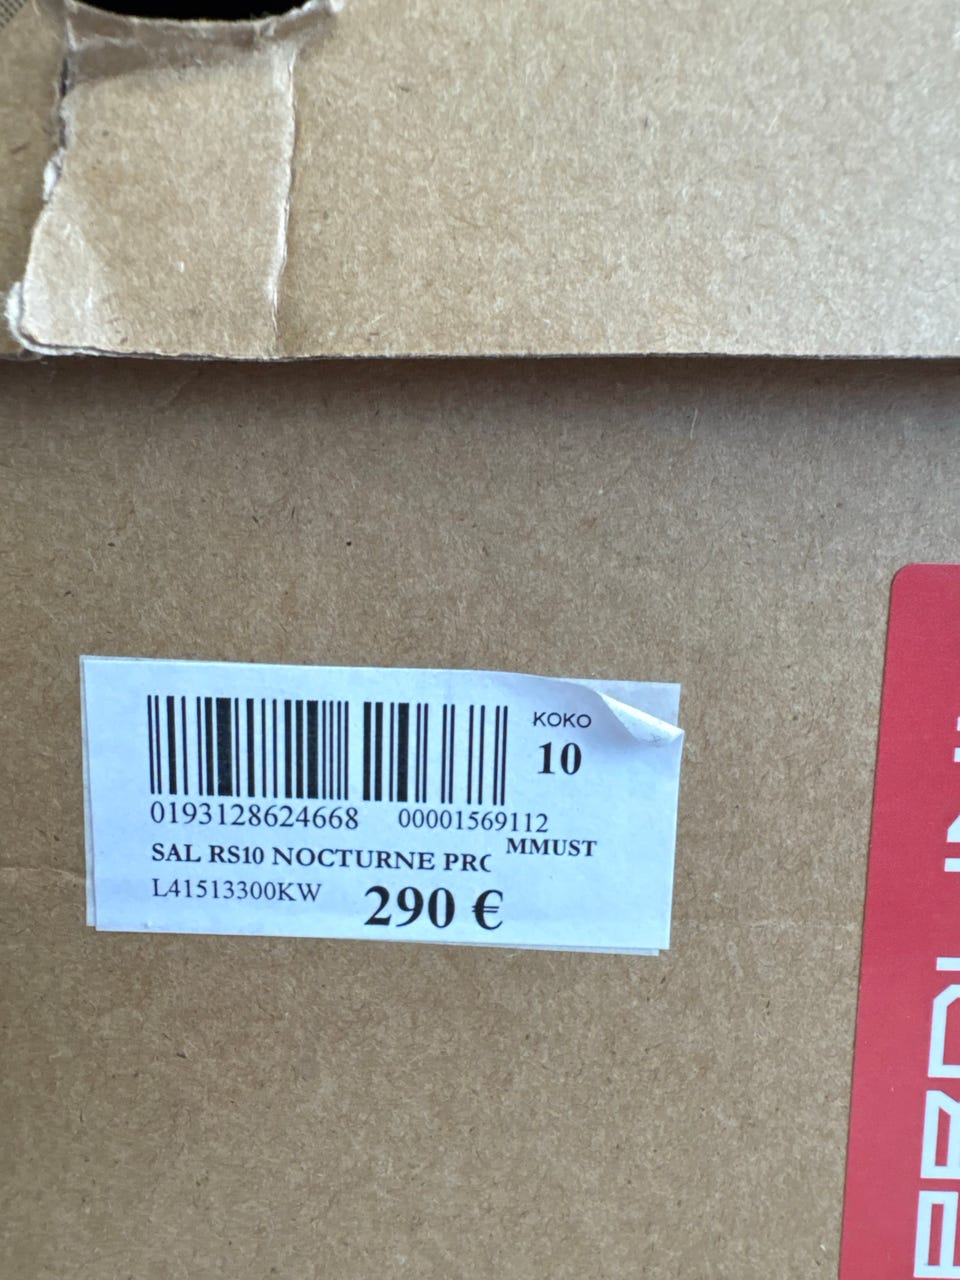 KOKO
10
0193128624668 00001569112
MMUST
SAL RS10 NOCTURNE PRC
L41513300KW 290 €